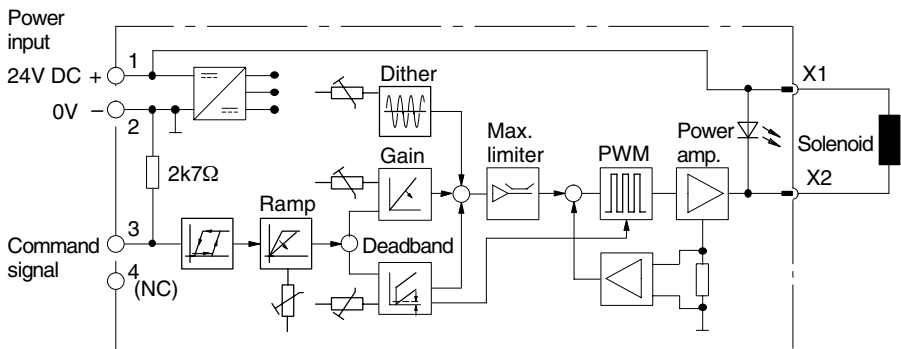 Power
input
24V DC +
1
0V −
2
2k7Ω
Command
signal
3
4
(NC)
Ramp
Dither
Gain
Deadband
Max.
limiter
PWM
Power
amp.
X1
Solenoid
X2